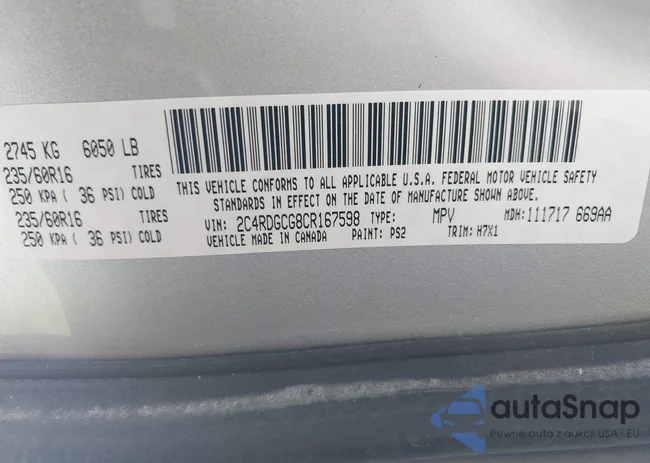 2745 KG 6050 LB
235/60R16 TIRES
250 KPA ( 36 PSI) COLD
235/60R16 TIRES
250 KPA ( 36 PSI) COLD
THIS VEHICLE CONFORMS TO ALL APPLICABLE U.S.A. FEDERAL MOTOR VEHICLE SAFETY
STANDARDS IN EFFECT ON THE DATE OF MANUFACTURE SHOWN ABOVE.
VIN: 2C4RDGCG8CR167598 TYPE: MPV MDH: 111717 669AA
VEHICLE MADE IN CANADA PAINT: PS2 TRIM: H7X1
autaSnap
Pewne auta z aukcji USA i EU